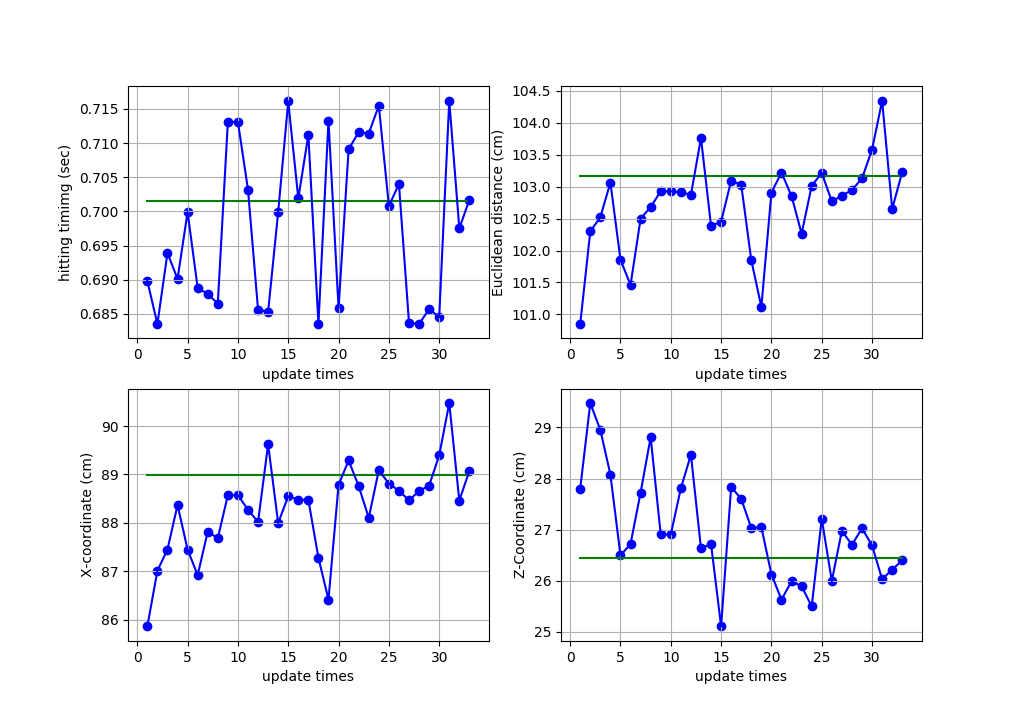 hitting timimg (sec)
0.715
0.710
0.705
0.700
0.695
0.690
0.685
0 5 10 15 20 25 30
update times
Euclidean distance (cm)
104.5
104.0
103.5
103.0
102.5
102.0
101.5
101.0
0 5 10 15 20 25 30
update times
X-coordinate (cm)
90
89
88
87
86
0 5 10 15 20 25 30
update times
Z-Coordinate (cm)
29
28
27
26
25
0 5 10 15 20 25 30
update times